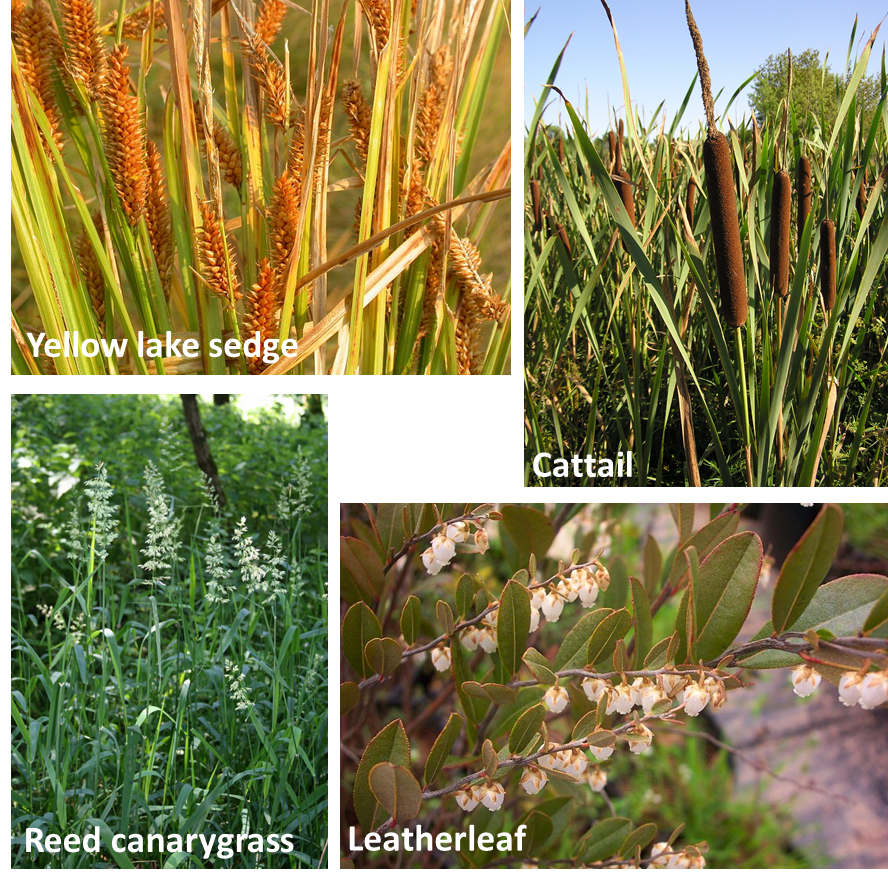 Yellow lake sedge
Cattail
Reed canarygrass
Leatherleaf